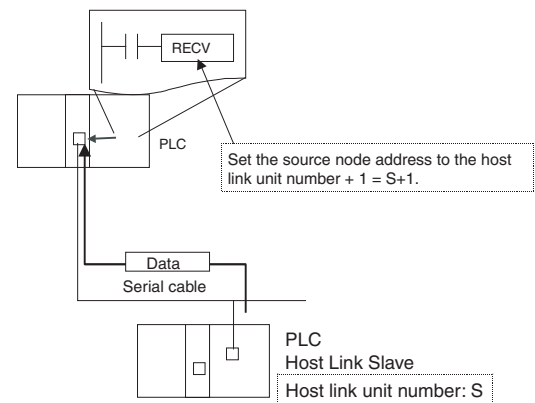 RECV
PLC
Set the source node address to the host
link unit number + 1 = S+1.
Data
Serial cable
PLC
Host Link Slave
Host link unit number: S